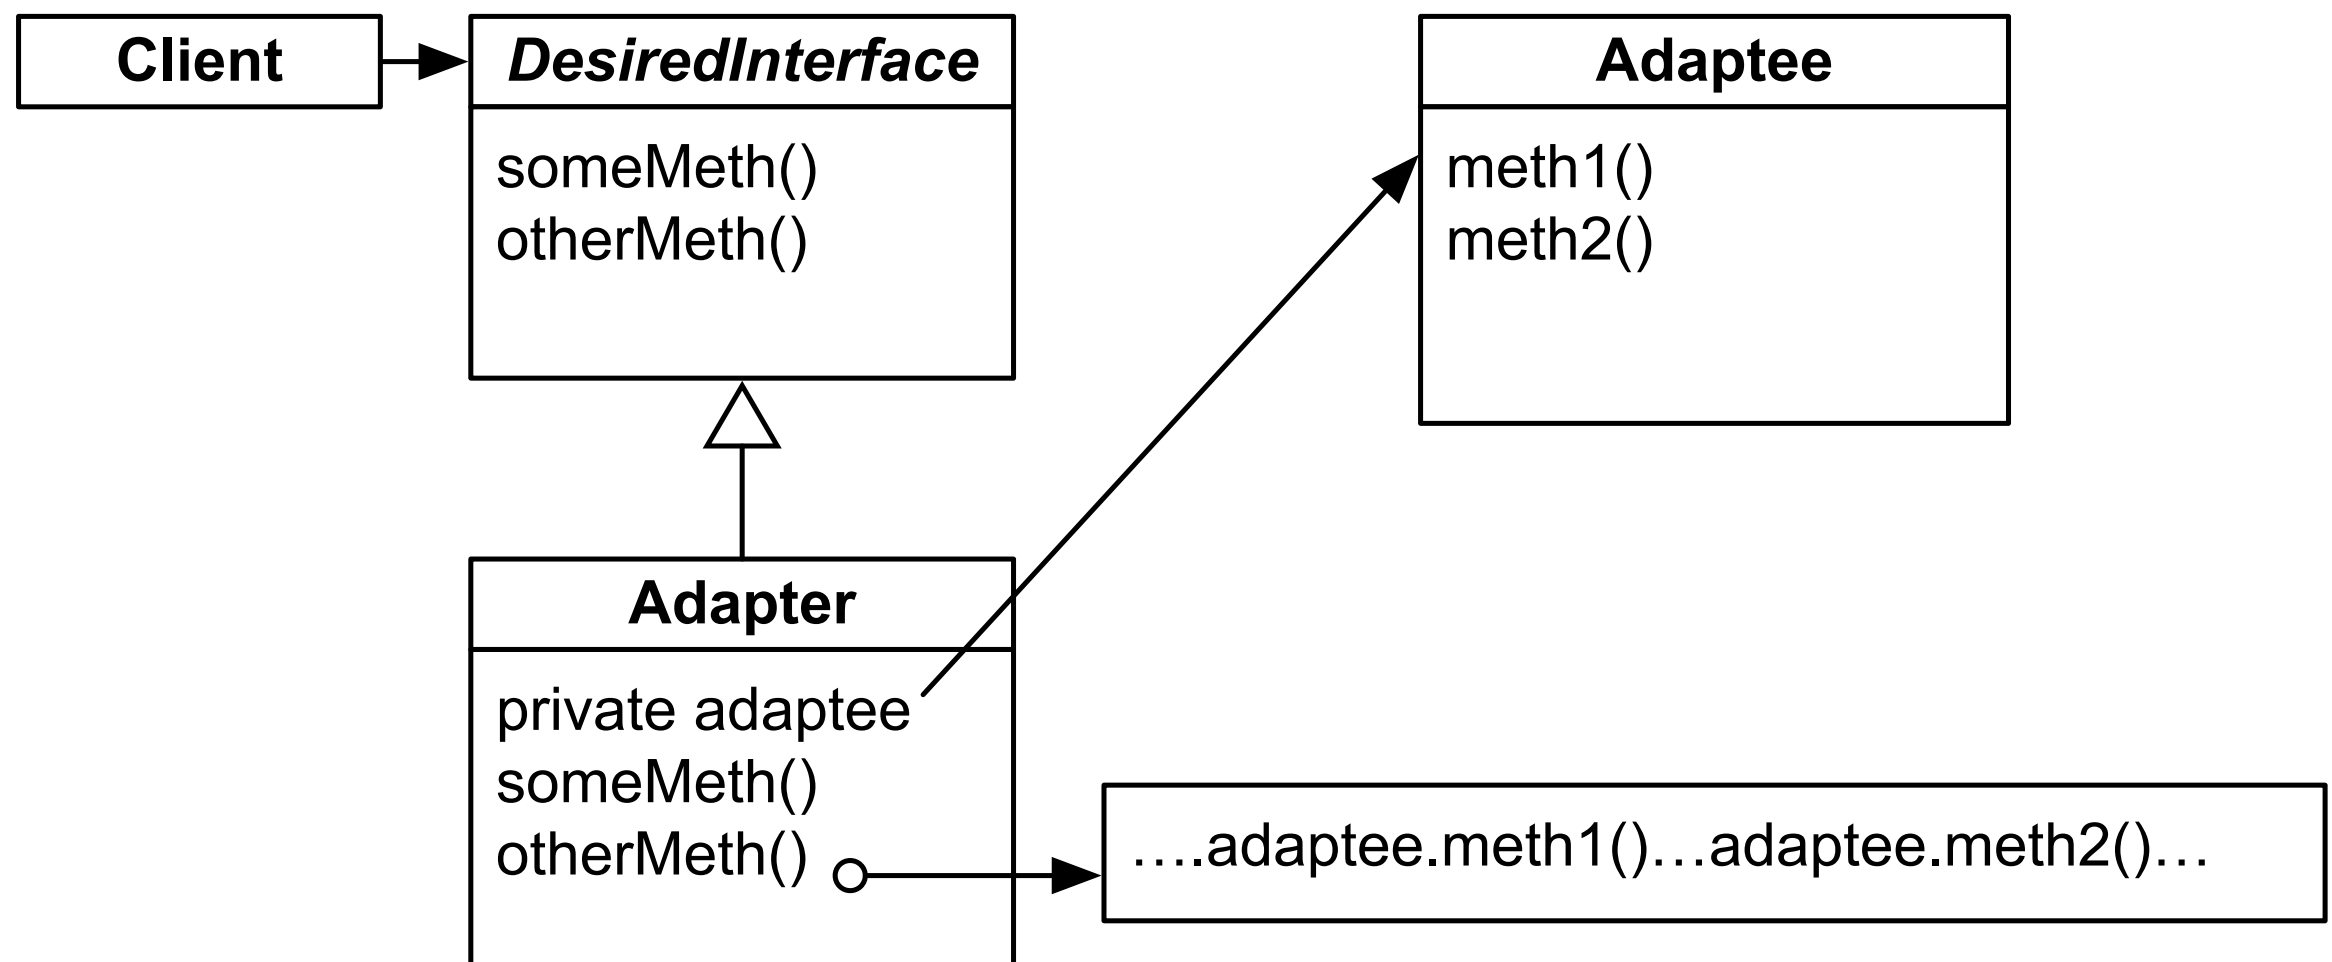 Client
DesiredInterface
someMeth()
otherMeth()
Adaptee
meth1()
meth2()
Adapter
private adaptee
someMeth()
otherMeth()
….adaptee.meth1()…adaptee.meth2()…